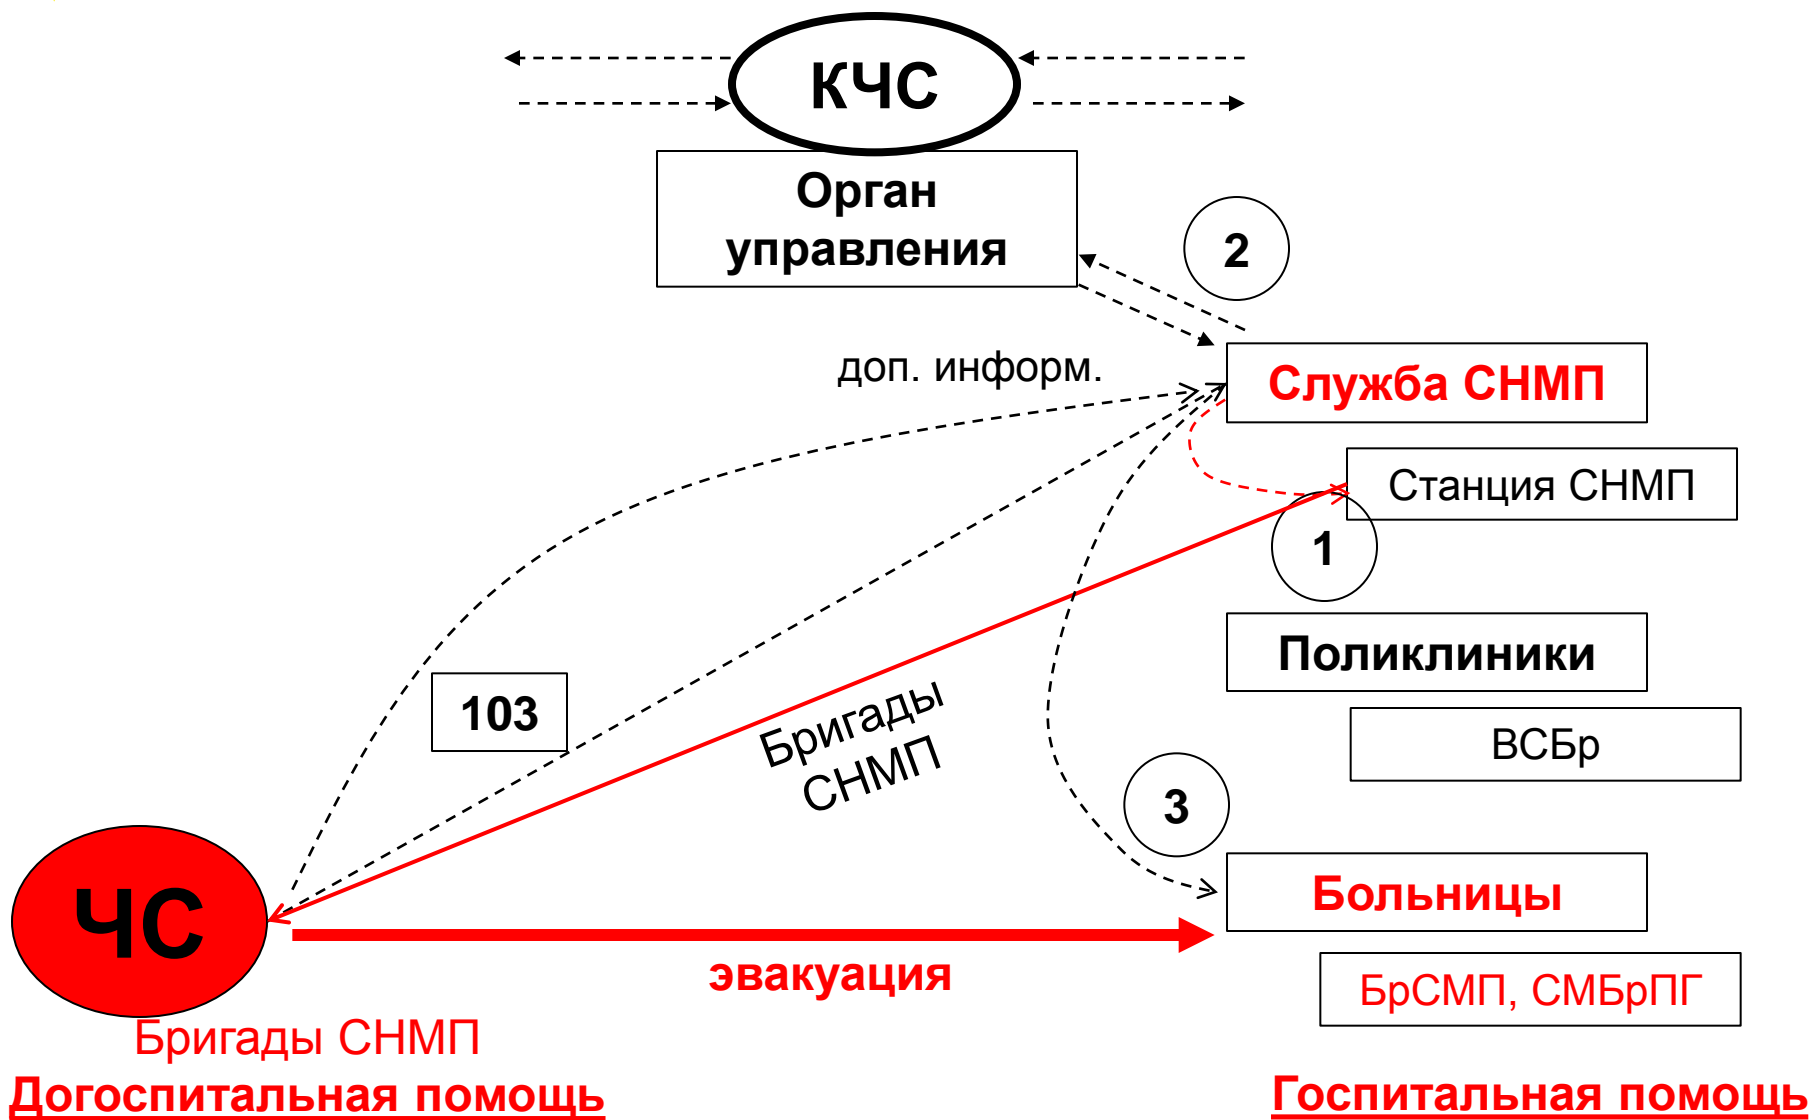 КЧС
Орган
управления
2
доп. информ.
Служба СНМП
Станция СНМП
1
Поликлиники
103
Бригады
СНМП
ВСБр
3
Больницы
ЧС
эвакуация
БрСМП, СМБрПГ
Бригады СНМП
Догоспитальная помощь
Госпитальная помощь